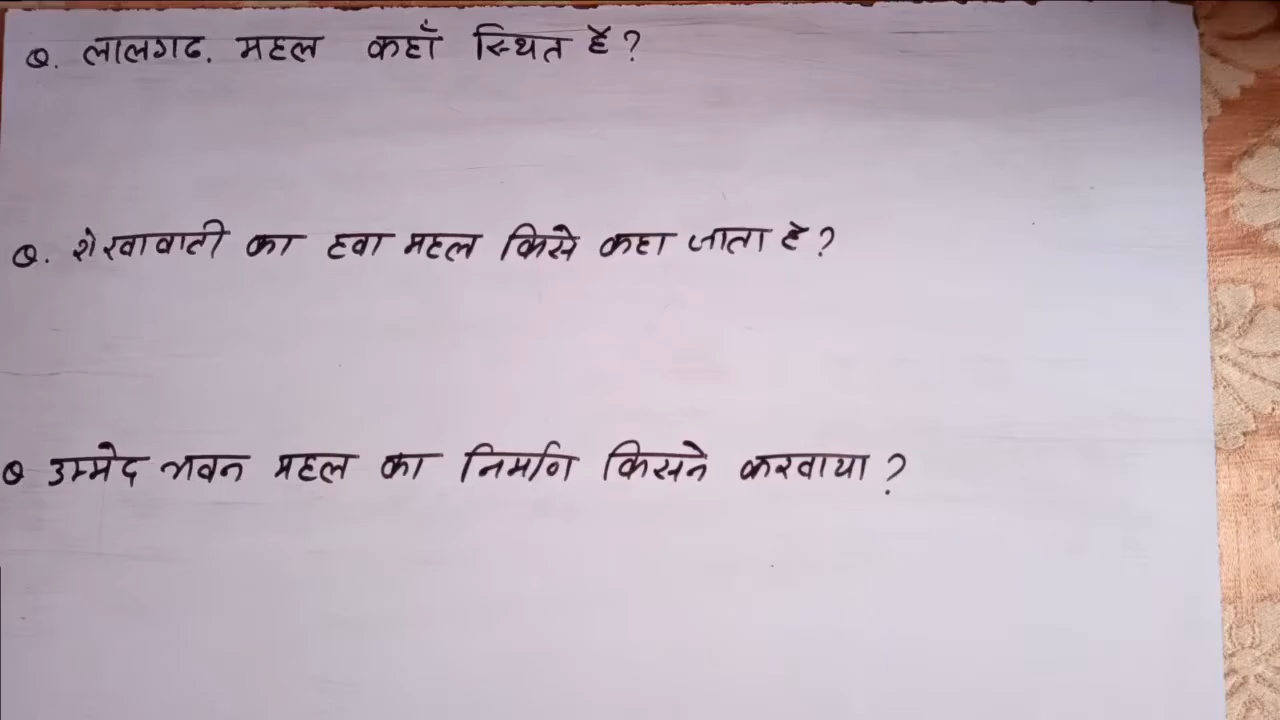 Q. लालगढ. महल कहाँ स्थित है?
Q. शेखावाटी का हवा महल किसे कहा जाता है?
Q उम्मेद भवन महल का निर्माण किसने करवाया?